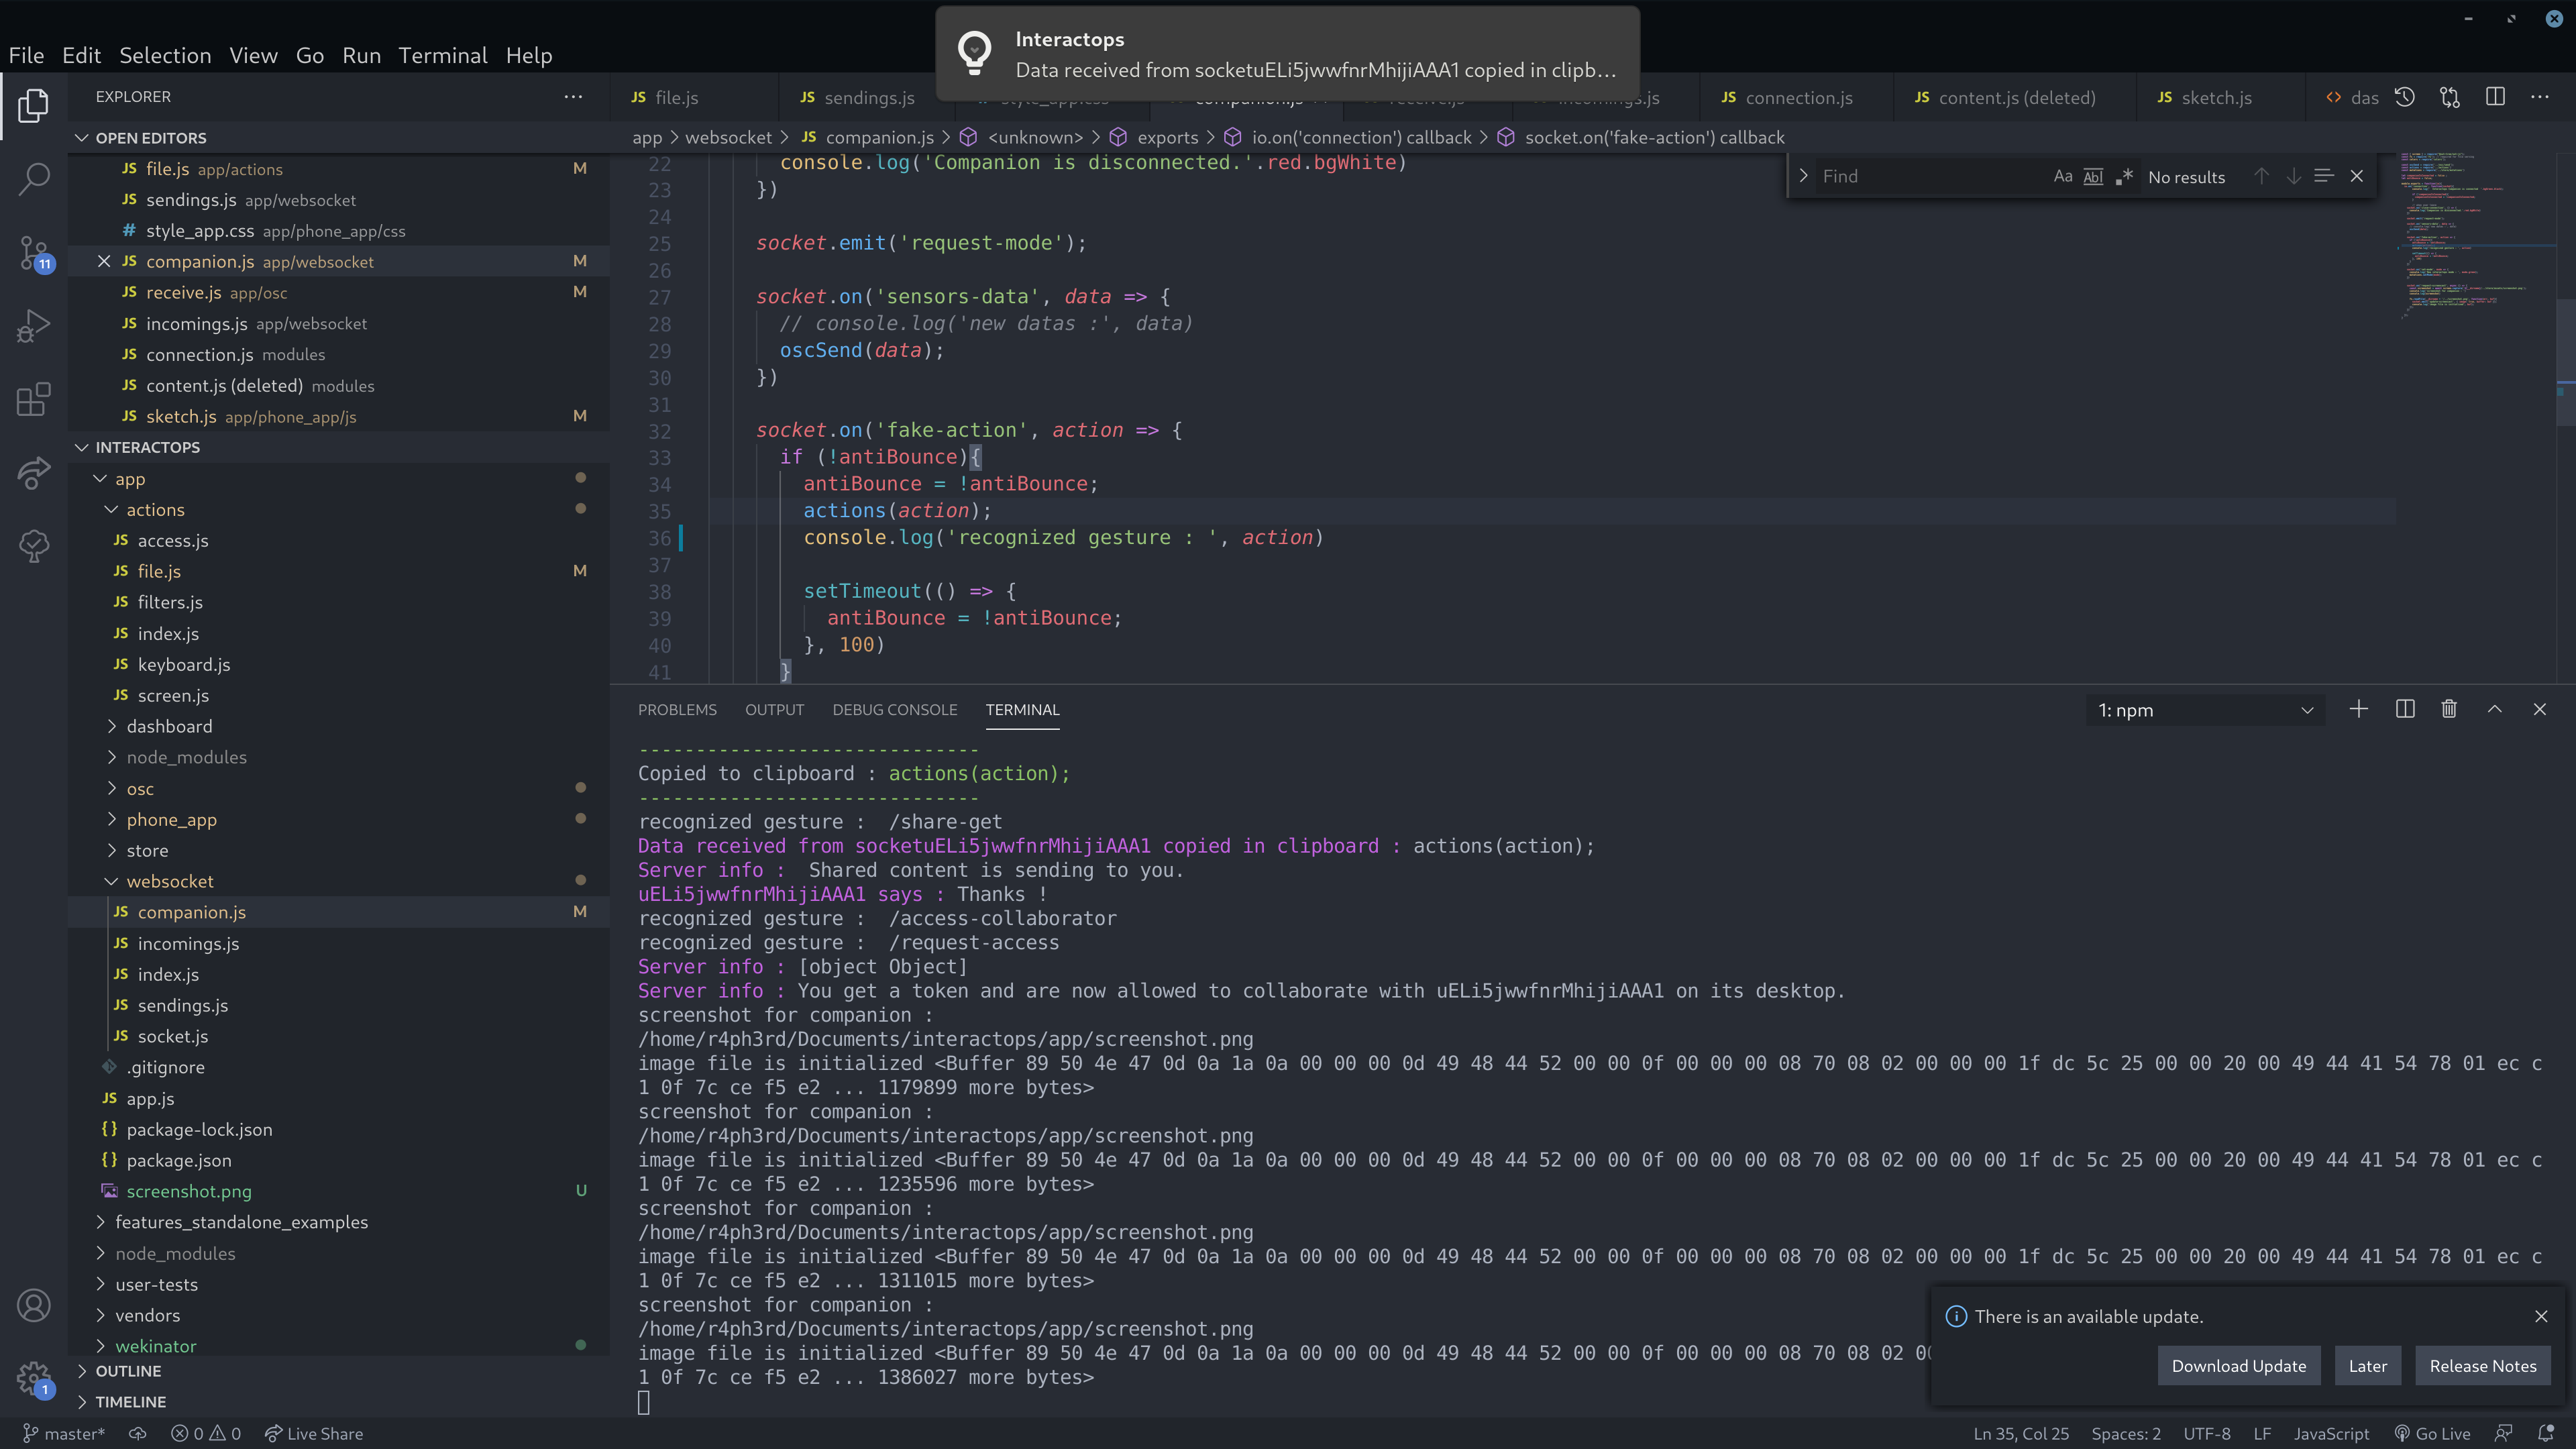 Interactops
Data received from socketuELi5jwwfnrMhijiAAA1 copied in clipb...
File Edit Selection View Go Run Terminal Help
EXPLORER
OPEN EDITORS
file.js app/actions M
sendings.js app/websocket
style_app.css app/phone_app/css
companion.js app/websocket M
receive.js app/osc M
incomings.js app/websocket
connection.js modules
content.js (deleted) modules
sketch.js app/phone_app/js M
INTERACTOPS
app
actions
JS access.js
JS file.js M
JS filters.js
JS index.js
JS keyboard.js
JS screen.js
dashboard
node_modules
osc
phone_app
store
websocket
JS companion.js M
JS incomings.js
JS index.js
JS sendings.js
JS socket.js
.gitignore
JS app.js
{} package-lock.json
{} package.json
screenshot.png U
features_standalone_examples
node_modules
user-tests
vendors
wekinator
OUTLINE
TIMELINE
JS file.js JS sendings.js style_app.css companion.js receive.js incomings.js JS connection.js JS content.js (deleted) JS sketch.js <> das
app > websocket > JS companion.js > <unknown> > exports > io.on('connection') callback > socket.on('fake-action') callback
Find Aa Abl .* No results
22 console.log('Companion is disconnected.'.red.bgWhite)
23 })
24
25 socket.emit('request-mode');
26
27 socket.on('sensors-data', data => {
28 // console.log('new datas :', data)
29 oscSend(data);
30 })
31
32 socket.on('fake-action', action => {
33 if (!antiBounce){
34 antiBounce = !antiBounce;
35 actions(action);
36 console.log('recognized gesture : ', action)
37
38 setTimeout(() => {
39 antiBounce = !antiBounce;
40 }, 100)
41 }
PROBLEMS OUTPUT DEBUG CONSOLE TERMINAL
1: npm
------------------------------
Copied to clipboard : actions(action);
------------------------------
recognized gesture :  /share-get
Data received from socketuELi5jwwfnrMhijiAAA1 copied in clipboard : actions(action);
Server info :  Shared content is sending to you.
uELi5jwwfnrMhijiAAA1 says : Thanks !
recognized gesture :  /access-collaborator
recognized gesture :  /request-access
Server info : [object Object]
Server info : You get a token and are now allowed to collaborate with uELi5jwwfnrMhijiAAA1 on its desktop.
screenshot for companion :
/home/r4ph3rd/Documents/interactops/app/screenshot.png
image file is initialized <Buffer 89 50 4e 47 0d 0a 1a 0a 00 00 00 0d 49 48 44 52 00 00 0f 00 00 00 08 70 08 02 00 00 00 1f dc 5c 25 00 00 20 00 49 44 41 54 78 01 ec c
1 0f 7c ce f5 e2 ... 1179899 more bytes>
screenshot for companion :
/home/r4ph3rd/Documents/interactops/app/screenshot.png
image file is initialized <Buffer 89 50 4e 47 0d 0a 1a 0a 00 00 00 0d 49 48 44 52 00 00 0f 00 00 00 08 70 08 02 00 00 00 1f dc 5c 25 00 00 20 00 49 44 41 54 78 01 ec c
1 0f 7c ce f5 e2 ... 1235596 more bytes>
screenshot for companion :
/home/r4ph3rd/Documents/interactops/app/screenshot.png
image file is initialized <Buffer 89 50 4e 47 0d 0a 1a 0a 00 00 00 0d 49 48 44 52 00 00 0f 00 00 00 08 70 08 02 00 00 00 1f dc 5c 25 00 00 20 00 49 44 41 54 78 01 ec c
1 0f 7c ce f5 e2 ... 1311015 more bytes>
screenshot for companion :
/home/r4ph3rd/Documents/interactops/app/screenshot.png
image file is initialized <Buffer 89 50 4e 47 0d 0a 1a 0a 00 00 00 0d 49 48 44 52 00 00 0f 00 00 00 08 70 08 02 00
1 0f 7c ce f5 e2 ... 1386027 more bytes>
There is an available update.
Download Update Later Release Notes
11
1
master* 0 0 Live Share Ln 35, Col 25 Spaces: 2 UTF-8 LF JavaScript Go Live